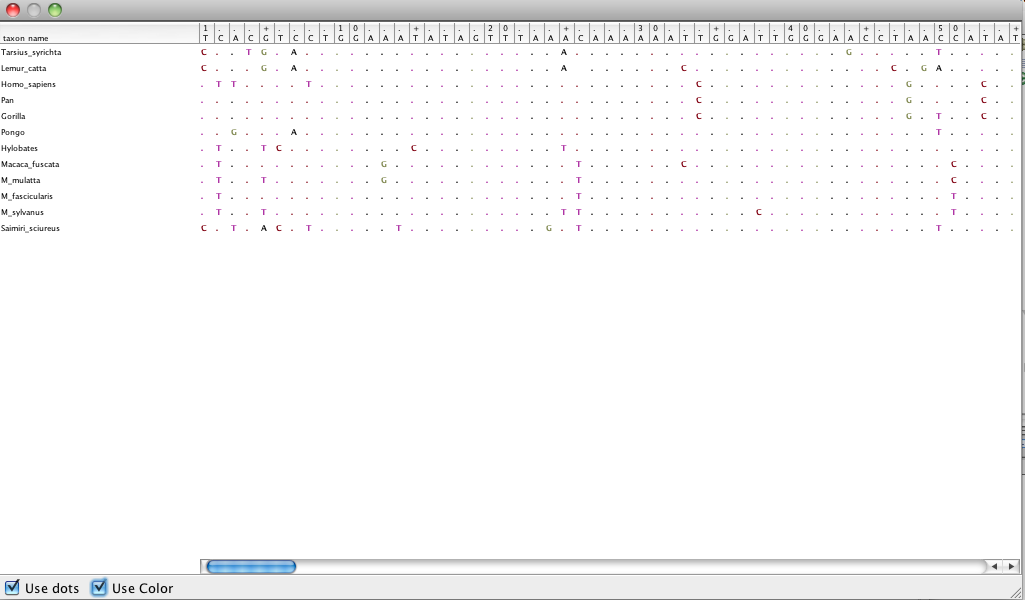 1 . . . + . . . . 1 0 . . . + . . . . 2 0 . . . + . . . . 3 0 . . . + . . . . 4 0 . . . + . . . . 5 0 . . . +
taxon name T C A C G T C C T G G A A A T A T A G T T T A A A C A A A A A A T T G G A T T G G G A A C C T A A C C A T A T
Tarsius_syrichta C . . T G . A . . . . . . . . . . . . . . . . . A . . . . . . . . . . . . . . . . . . G . . . . . T . . . . .
Lemur_catta C . . . G . A . . . . . . . . . . . . . . . . . A . . . . . . . C . . . . . . . . . . . . . C . G A . . . . .
Homo_sapiens . T T . . . . T . . . . . . . . . . . . . . . . . . . . . . . . . C . . . . . . . . . . . . . G . . . . C . .
Pan . . . . . . . . . . . . . . . . . . . . . . . . . . . . . . . . . C . . . . . . . . . . . . . G . . . . C . .
Gorilla . . . . . . . . . . . . . . . . . . . . . . . . . . . . . . . . . C . . . . . . . . . . . . . G . T . . C . .
Pongo . . G . . . A . . . . . . . . . . . . . . . . . . . . . . . . . . . . . . . . . . . . . . . . . . T . . . . .
Hylobates . T . . T C . . . . . . . . C . . . . . . . . . T . . . . . . . . . . . . . . . . . . . . . . . . . . . . . .
Macaca_fuscata . T . . . . . . . . . . G . . . . . . . . . . . . T . . . . . . C . . . . . . . . . . . . . . . . . C . . . .
M_mulatta . T . . T . . . . . . . G . . . . . . . . . . . . T . . . . . . . . . . . . . . . . . . . . . . . . C . . . .
M_fascicularis . T . . . . . . . . . . . . . . . . . . . . . . . T . . . . . . . . . . . . . . . . . . . . . . . . T . . . .
M_sylvanus . T . . T . . . . . . . . . . . . . . . . . . . T T . . . . . . . . . . . C . . . . . . . . . . . . T . . . .
Saimiri_sciureus C . T . A C . T . . . . . T . . . . . . . . . G . T . . . . . . . . . . . . . . . . . . . . . . . T . . . . .
Use dots Use Color